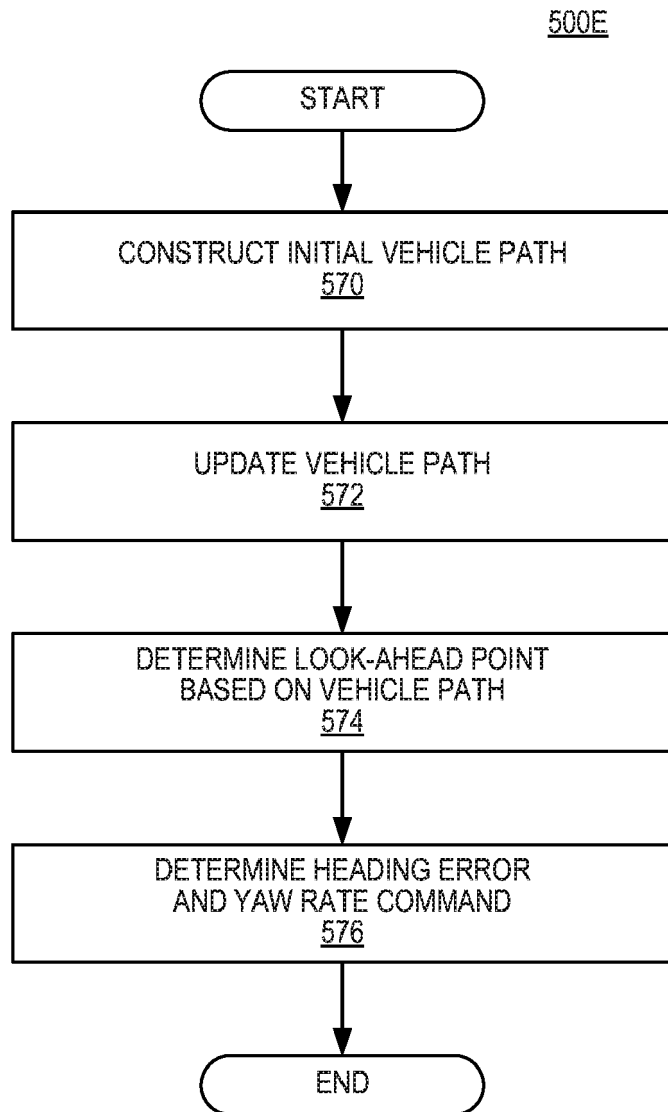 500E
START
CONSTRUCT INITIAL VEHICLE PATH
570
UPDATE VEHICLE PATH
572
DETERMINE LOOK-AHEAD POINT
BASED ON VEHICLE PATH
574
DETERMINE HEADING ERROR
AND YAW RATE COMMAND
576
END